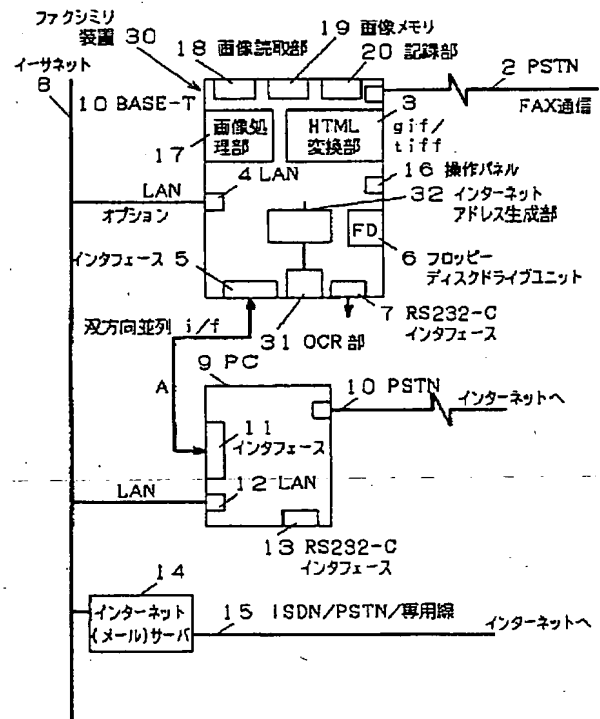 ファクシミリ
装置 30
18 画像読取部
19 画像メモリ
20 記録部
イーサネット
8
10 BASE-T
2 PSTN
FAX通信
画像処
理部
17
HTML
変換部
3
gif/
tiff
4 LAN
16 操作パネル
LAN
オプション
32 インターネット
アドレス生成部
FD
6 フロッピー
ディスクドライブユニット
インタフェース 5
双方向並列 i/f
31 OCR部
7 RS232-C
インタフェース
9 PC
A
10 PSTN
インターネットへ
11
インタフェース
LAN
12 LAN
13 RS232-C
インタフェース
14
インターネット
(メール)サーバ
15 ISDN/PSTN/専用線
インターネットへ